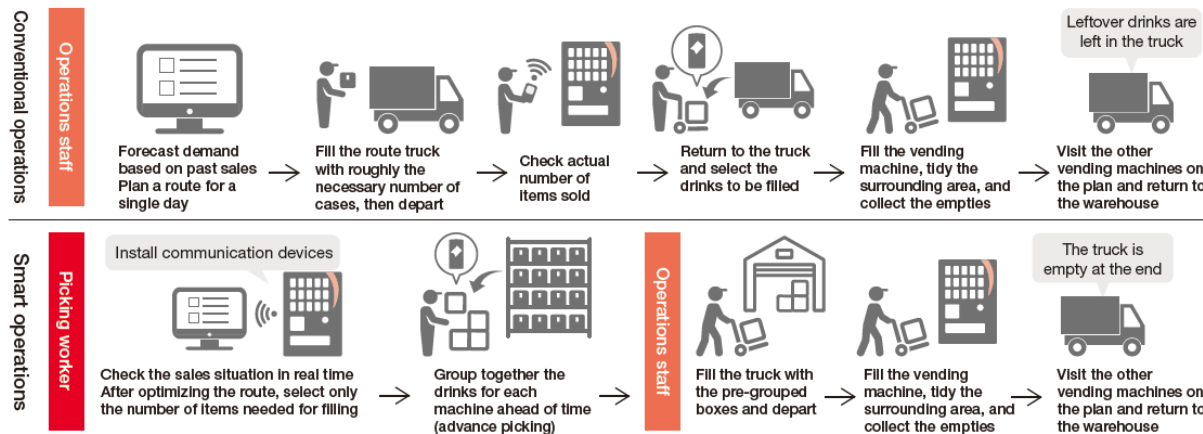 Conventional operations
Operations staff
Forecast demand
based on past sales
Plan a route for a
single day
Fill the route truck
with roughly the
necessary number of
cases, then depart
Check actual
number of
items sold
Return to the truck
and select the
drinks to be filled
Fill the vending
machine, tidy the
surrounding area, and
collect the empties
Leftover drinks are
left in the truck
Visit the other
vending machines on
the plan and return to
the warehouse
Smart operations
Picking worker
Install communication devices
Check the sales situation in real time
After optimizing the route, select only
the number of items needed for filling
Group together the
drinks for each
machine ahead of time
(advance picking)
Operations staff
Fill the truck with
the pre-grouped
boxes and depart
Fill the vending
machine, tidy the
surrounding area, and
collect the empties
The truck is
empty at the end
Visit the other
vending machines on
the plan and return to
the warehouse